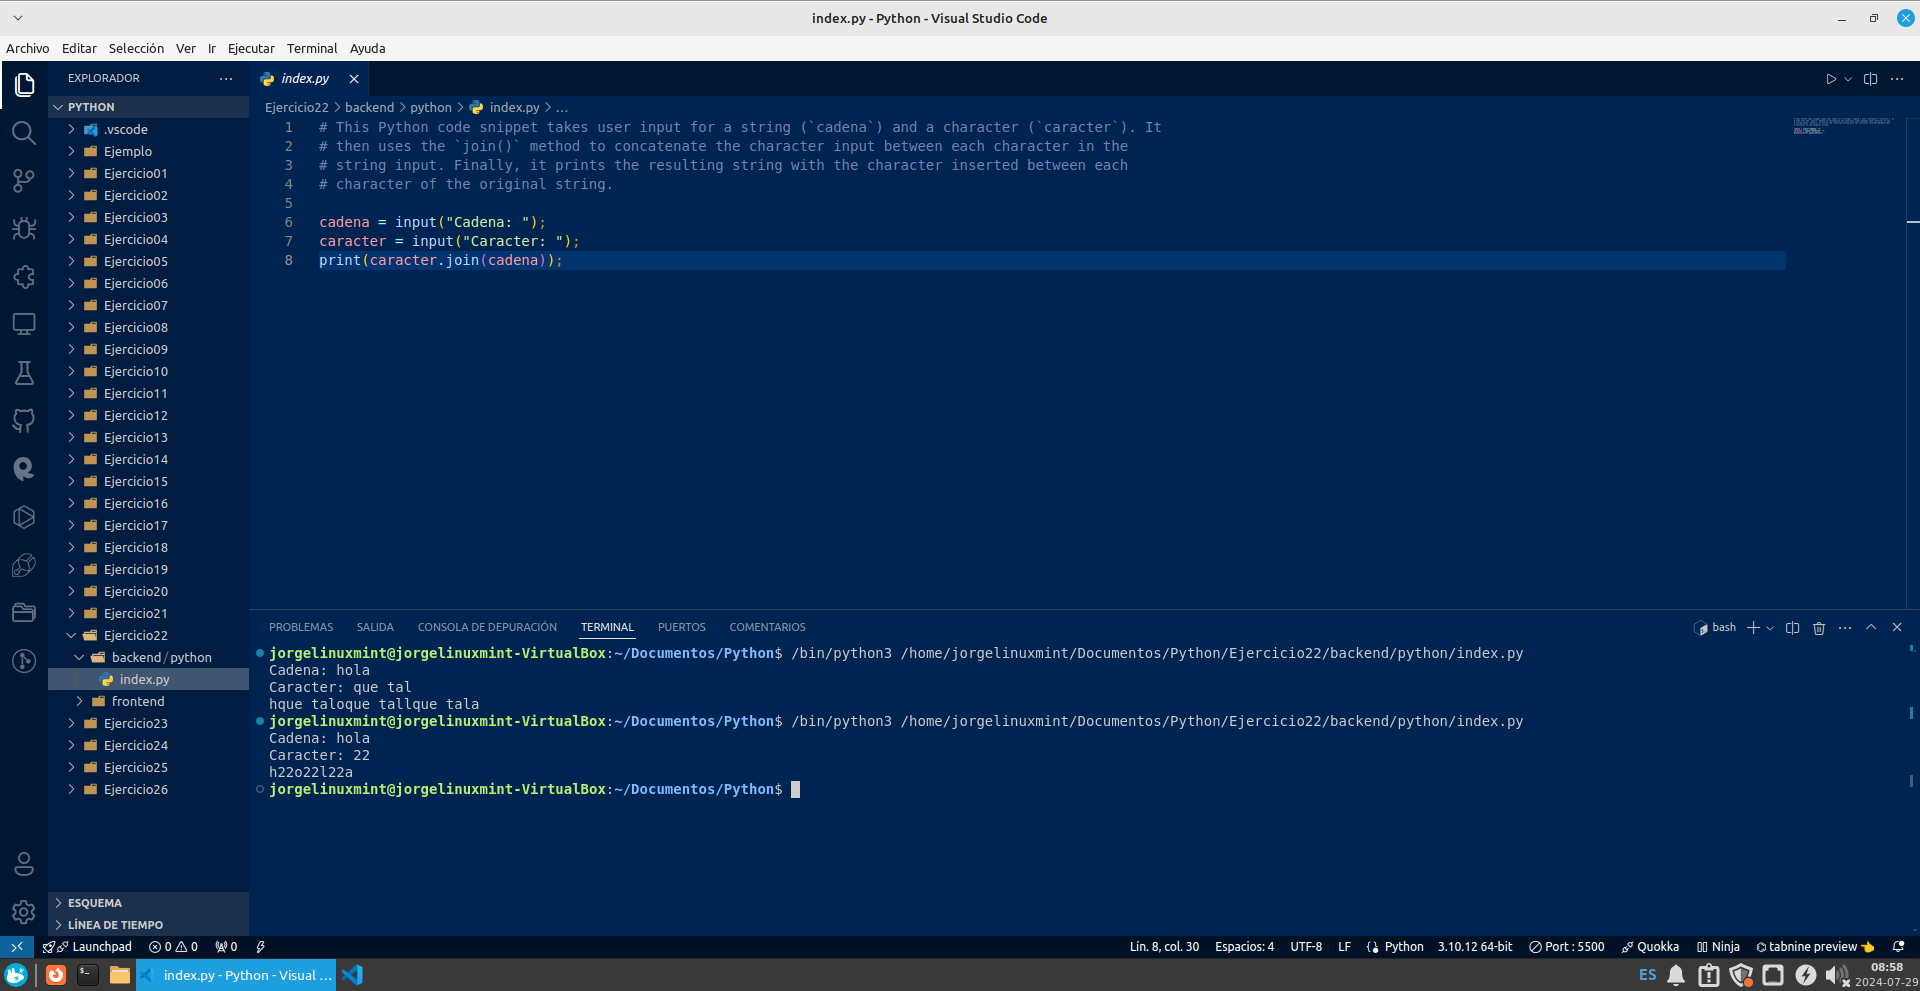 index.py - Python - Visual Studio Code
Archivo Editar Selección Ver Ir Ejecutar Terminal Ayuda
EXPLORADOR
PYTHON
.vscode
Ejemplo
Ejercicio01
Ejercicio02
Ejercicio03
Ejercicio04
Ejercicio05
Ejercicio06
Ejercicio07
Ejercicio08
Ejercicio09
Ejercicio10
Ejercicio11
Ejercicio12
Ejercicio13
Ejercicio14
Ejercicio15
Ejercicio16
Ejercicio17
Ejercicio18
Ejercicio19
Ejercicio20
Ejercicio21
Ejercicio22
backend/python
index.py
frontend
Ejercicio23
Ejercicio24
Ejercicio25
Ejercicio26
ESQUEMA
LÍNEA DE TIEMPO
index.py
Ejercicio22 > backend > python > index.py > ...
1 # This Python code snippet takes user input for a string (`cadena`) and a character (`caracter`). It
2 # then uses the `join()` method to concatenate the character input between each character in the
3 # string input. Finally, it prints the resulting string with the character inserted between each
4 # character of the original string.
5
6 cadena = input("Cadena: ");
7 caracter = input("Caracter: ");
8 print(caracter.join(cadena));
PROBLEMAS SALIDA CONSOLA DE DEPURACIÓN TERMINAL PUERTOS COMENTARIOS
bash
jorgelinuxmint@jorgelinuxmint-VirtualBox:~/Documentos/Python$ /bin/python3 /home/jorgelinuxmint/Documentos/Python/Ejercicio22/backend/python/index.py
Cadena: hola
Caracter: que tal
hque taloque tallque tala
jorgelinuxmint@jorgelinuxmint-VirtualBox:~/Documentos/Python$ /bin/python3 /home/jorgelinuxmint/Documentos/Python/Ejercicio22/backend/python/index.py
Cadena: hola
Caracter: 22
h22o22l22a
jorgelinuxmint@jorgelinuxmint-VirtualBox:~/Documentos/Python$
Launchpad 0 0 0 Lín. 8, col. 30 Espacios: 4 UTF-8 LF Python 3.10.12 64-bit Port : 5500 Quokka Ninja tabnine preview
index.py - Python - Visual ...
ES
08:58
2024-07-29